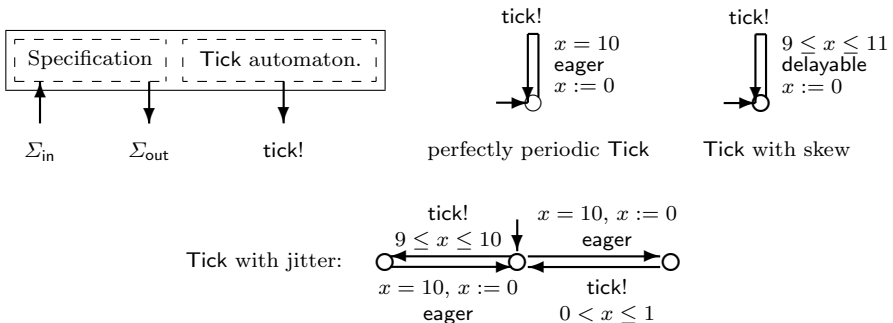 Specification
Tick automaton.
Σin
Σout
tick!
tick!
x = 10
eager
x := 0
perfectly periodic Tick
tick!
9 ≤ x ≤ 11
delayable
x := 0
Tick with skew
Tick with jitter:
tick!
9 ≤ x ≤ 10
x = 10, x := 0
eager
x = 10, x := 0
eager
tick!
0 < x ≤ 1